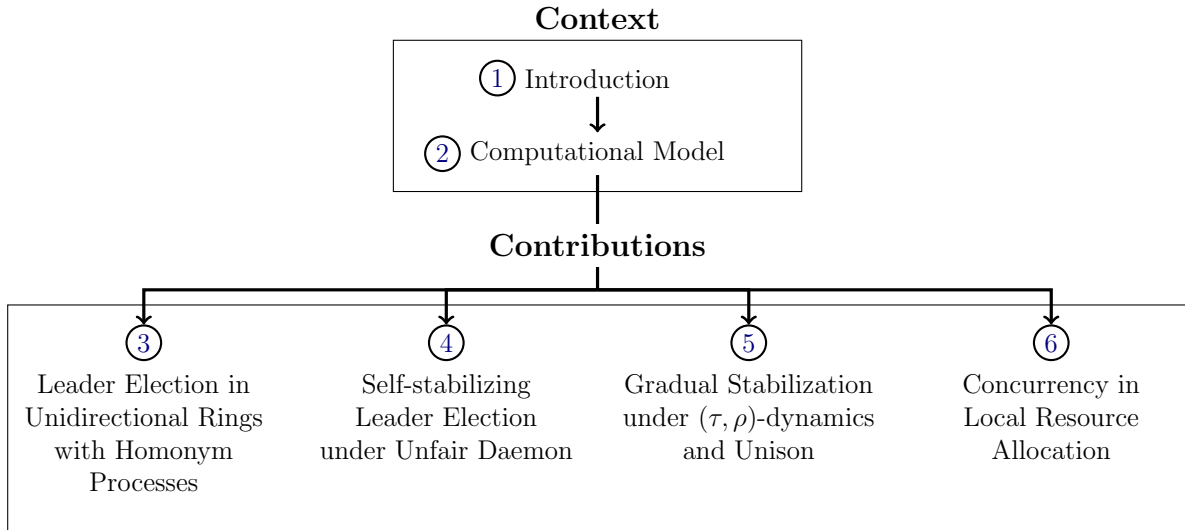 Context
1 Introduction
2 Computational Model
Contributions
3
Leader Election in
Unidirectional Rings
with Homonym
Processes
4
Self-stabilizing
Leader Election
under Unfair Daemon
5
Gradual Stabilization
under (τ, ρ)-dynamics
and Unison
6
Concurrency in
Local Resource
Allocation